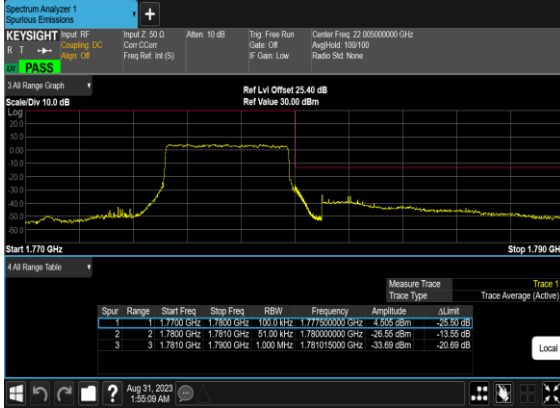 Spectrum Analyzer 1
Spurious Emissions
+
KEYSIGHT Input: RF Input Z: 50 Ω Atten: 10 dB Trig: Free Run Center Freq: 22.005000000 GHz
R T Coupling: DC Corr CCorr Gate: Off Avg|Hold: 100/100
Align: Off Freq Ref: Int (S) IF Gain: Low Radio Std: None
LXI PASS
3 All Range Graph
Ref Lvl Offset 25.40 dB
Scale/Div 10.0 dB Ref Value 30.00 dBm
Log
20.0
10.0
0.00
-10.0
-20.0
-30.0
-40.0
-50.0
-60.0
Start 1.770 GHz Stop 1.790 GH
4 All Range Table
Measure Trace Trace 1
Trace Type Trace Average (Active)
Spur Range Start Freq Stop Freq RBW Frequency Amplitude ΔLimit
1 1 1.7700 GHz 1.7800 GHz 100.0 kHz 1.777500000 GHz 4.505 dBm -25.50 dB
2 2 1.7800 GHz 1.7810 GHz 51.00 kHz 1.780000000 GHz -26.55 dBm -13.55 dB
3 3 1.7810 GHz 1.7900 GHz 1.000 MHz 1.781015000 GHz -33.69 dBm -20.69 dB
Local
?
Aug 31, 2023
1:55:09 AM